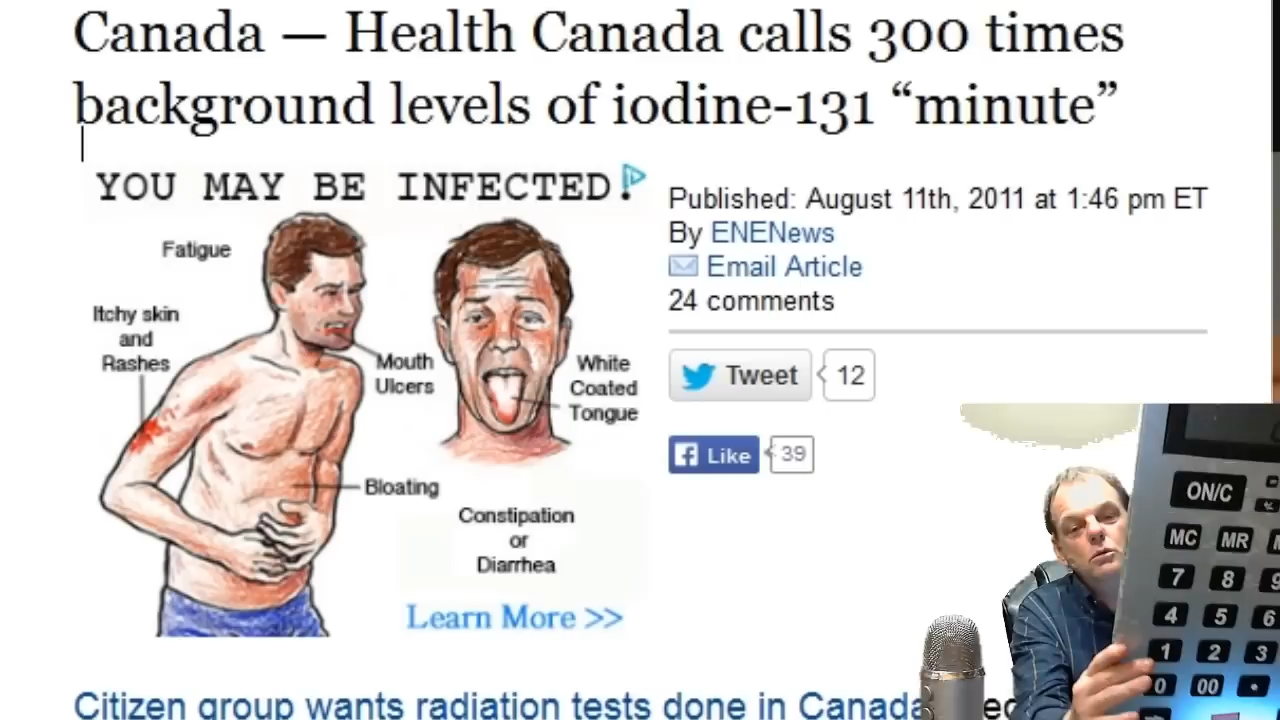 Canada — Health Canada calls 300 times
background levels of iodine-131 “minute”
YOU MAY BE INFECTED!
Fatigue
Itchy skin
and
Rashes
Mouth
Ulcers
White
Coated
Tongue
Bloating
Constipation
or
Diarrhea
Learn More >>
Published: August 11th, 2011 at 1:46 pm ET
By ENENews
Email Article
24 comments
Tweet 12
Like 39
ON/C
MC MR
7 8 9
4 5 6
1 2 3
0 00 .
Citizen group wants radiation tests done in Canada